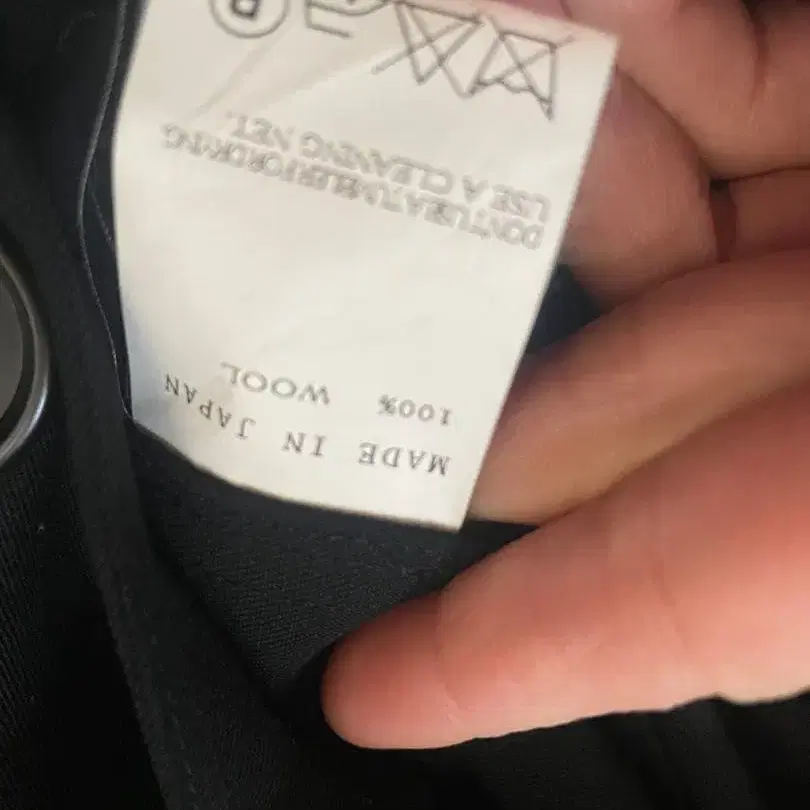 MADE IN JAPAN
100% WOOL
DON'T USE A TUMBLER FOR DRYING
USE A CLEANING NET.